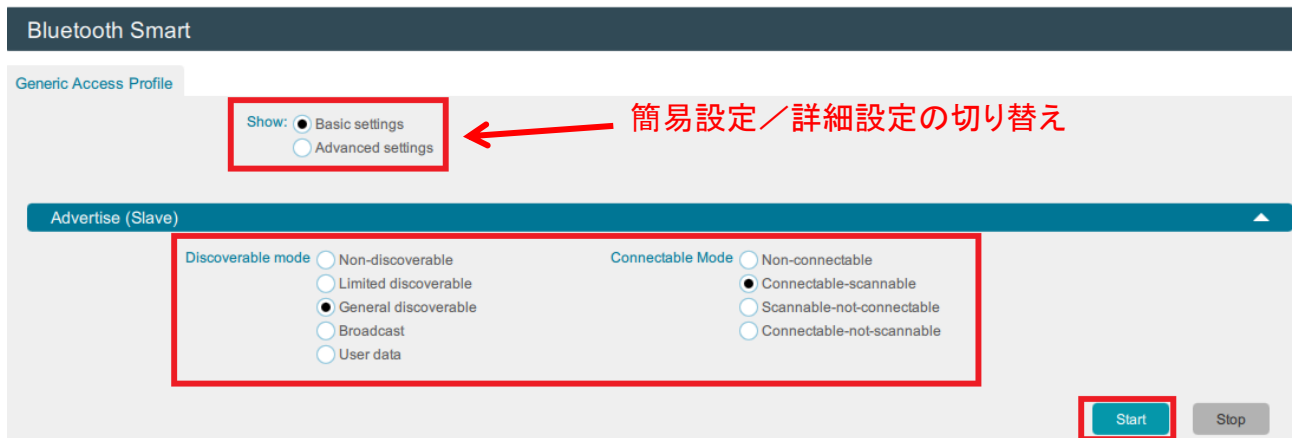 Bluetooth Smart
Generic Access Profile
Show: Basic settings
Advanced settings
簡易設定／詳細設定の切り替え
Advertise (Slave)
Discoverable mode Non-discoverable
Limited discoverable
General discoverable
Broadcast
User data
Connectable Mode Non-connectable
Connectable-scannable
Scannable-not-connectable
Connectable-not-scannable
Start Stop